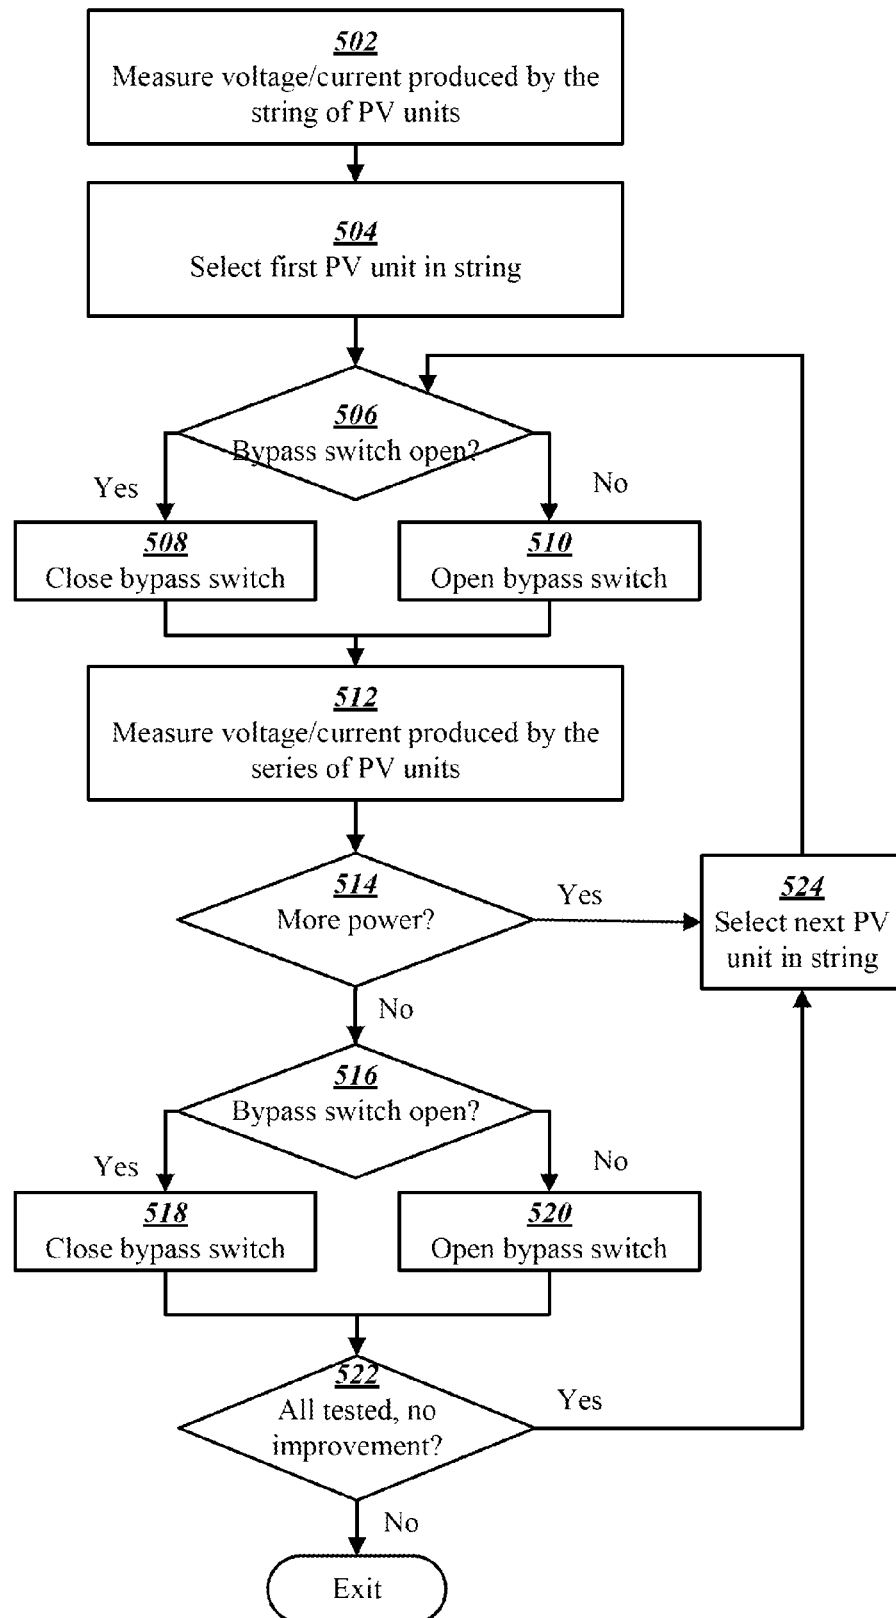 502
Measure voltage/current produced by the
string of PV units
504
Select first PV unit in string
506
Bypass switch open?
Yes
No
508
Close bypass switch
510
Open bypass switch
512
Measure voltage/current produced by the
series of PV units
514
More power?
Yes
524
Select next PV
unit in string
No
516
Bypass switch open?
Yes
No
518
Close bypass switch
520
Open bypass switch
522
All tested, no
improvement?
Yes
No
Exit